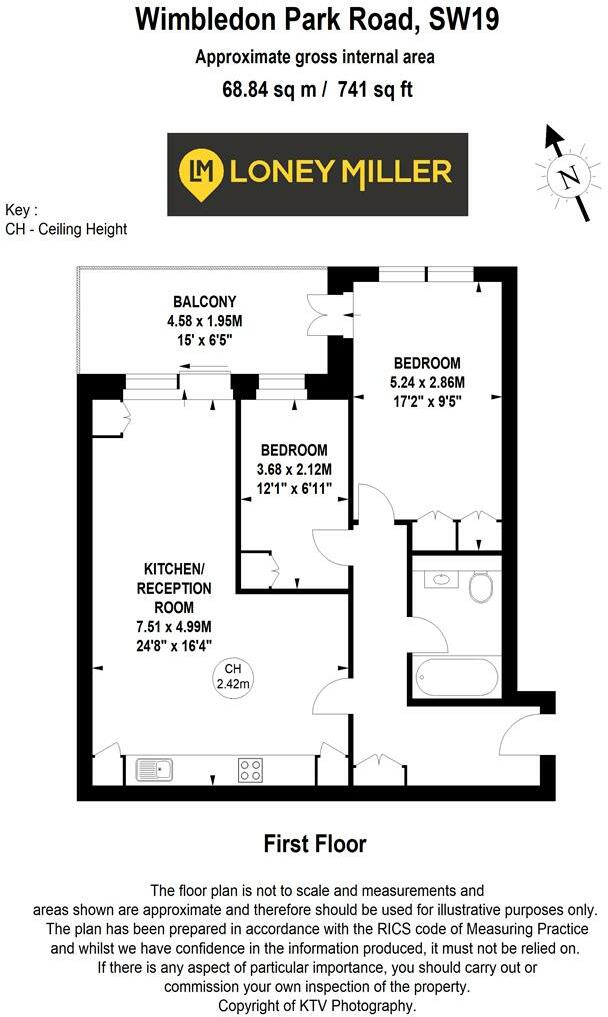 Wimbledon Park Road, SW19
Approximate gross internal area
68.84 sq m / 741 sq ft
LM LONEY MILLER
N
Key :
CH - Ceiling Height
BALCONY
4.58 x 1.95M
15' x 6'5"
BEDROOM
5.24 x 2.86M
17'2" x 9'5"
BEDROOM
3.68 x 2.12M
12'1" x 6'11"
KITCHEN/
RECEPTION
ROOM
7.51 x 4.99M
24'8" x 16'4"
CH
2.42m
First Floor
The floor plan is not to scale and measurements and
areas shown are approximate and therefore should be used for illustrative purposes only.
The plan has been prepared in accordance with the RICS code of Measuring Practice
and whilst we have confidence in the information produced, it must not be relied on.
If there is any aspect of particular importance, you should carry out or
commission your own inspection of the property.
Copyright of KTV Photography.